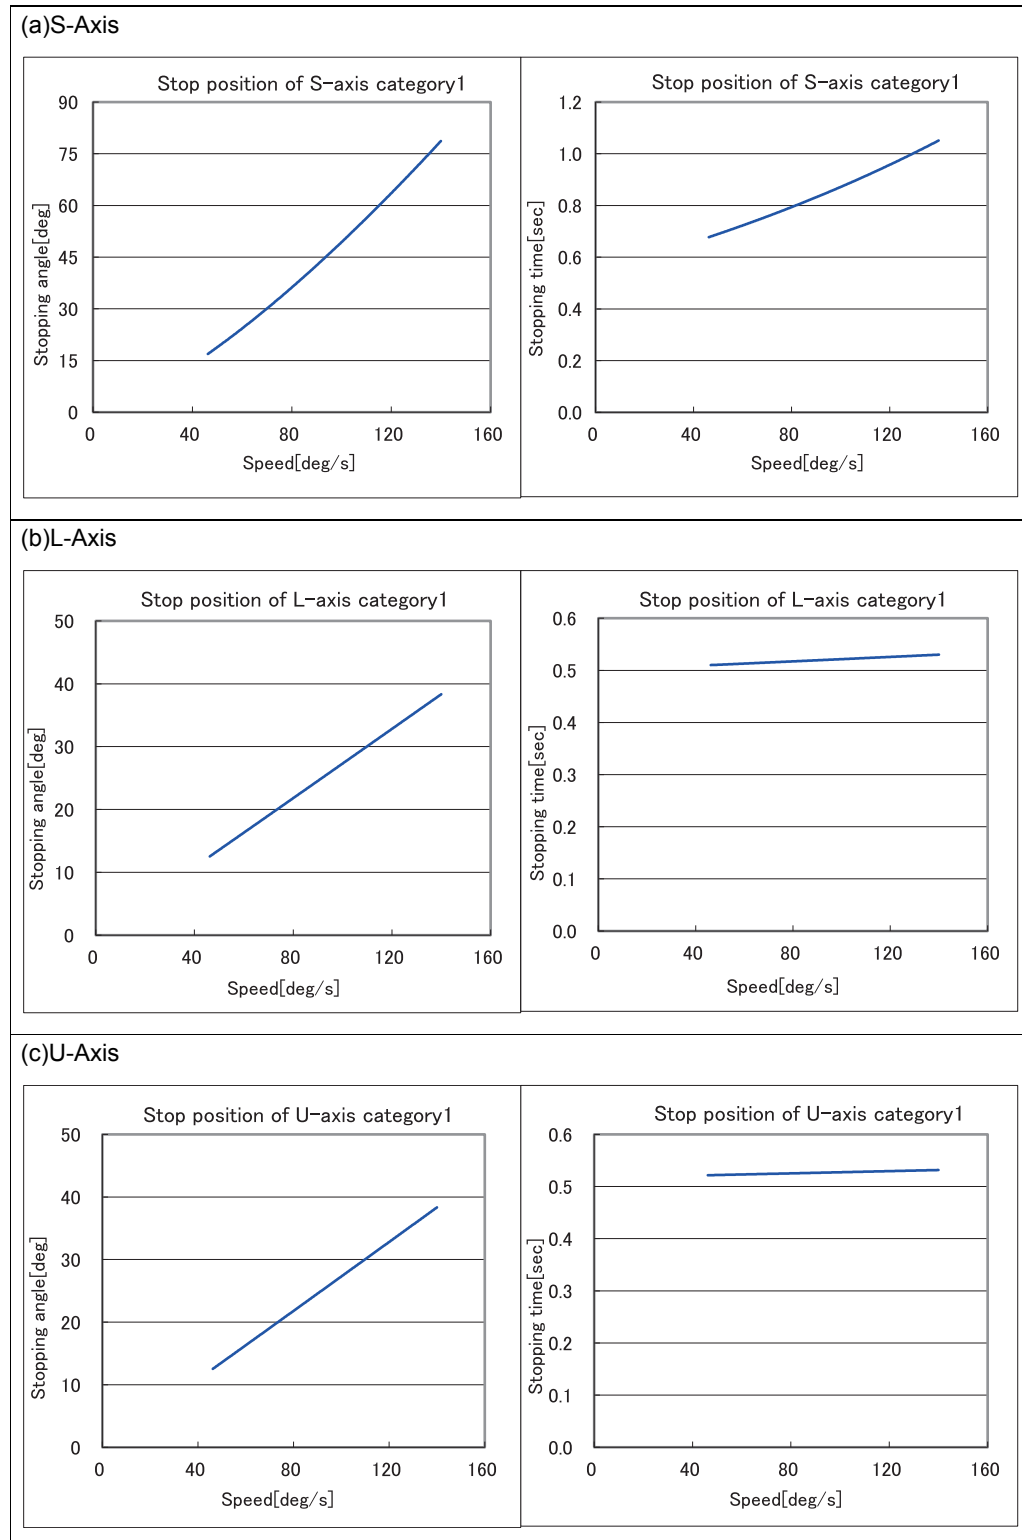 (a)S-Axis
Stop position of S-axis category1
90
75
60
45
30
15
0
Stopping angle[deg]
0 40 80 120 160
Speed[deg/s]
Stop position of S-axis category1
1.2
1.0
0.8
0.6
0.4
0.2
0.0
Stopping time[sec]
0 40 80 120 160
Speed[deg/s]
(b)L-Axis
Stop position of L-axis category1
50
40
30
20
10
0
Stopping angle[deg]
0 40 80 120 160
Speed[deg/s]
Stop position of L-axis category1
0.6
0.5
0.4
0.3
0.2
0.1
0.0
Stopping time[sec]
0 40 80 120 160
Speed[deg/s]
(c)U-Axis
Stop position of U-axis category1
50
40
30
20
10
0
Stopping angle[deg]
0 40 80 120 160
Speed[deg/s]
Stop position of U-axis category1
0.6
0.5
0.4
0.3
0.2
0.1
0.0
Stopping time[sec]
0 40 80 120 160
Speed[deg/s]